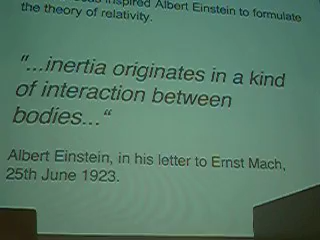 inspired Albert Einstein to formulate
the theory of relativity.
"...inertia originates in a kind
of interaction between
bodies..."
Albert Einstein, in his letter to Ernst Mach,
25th June 1923.